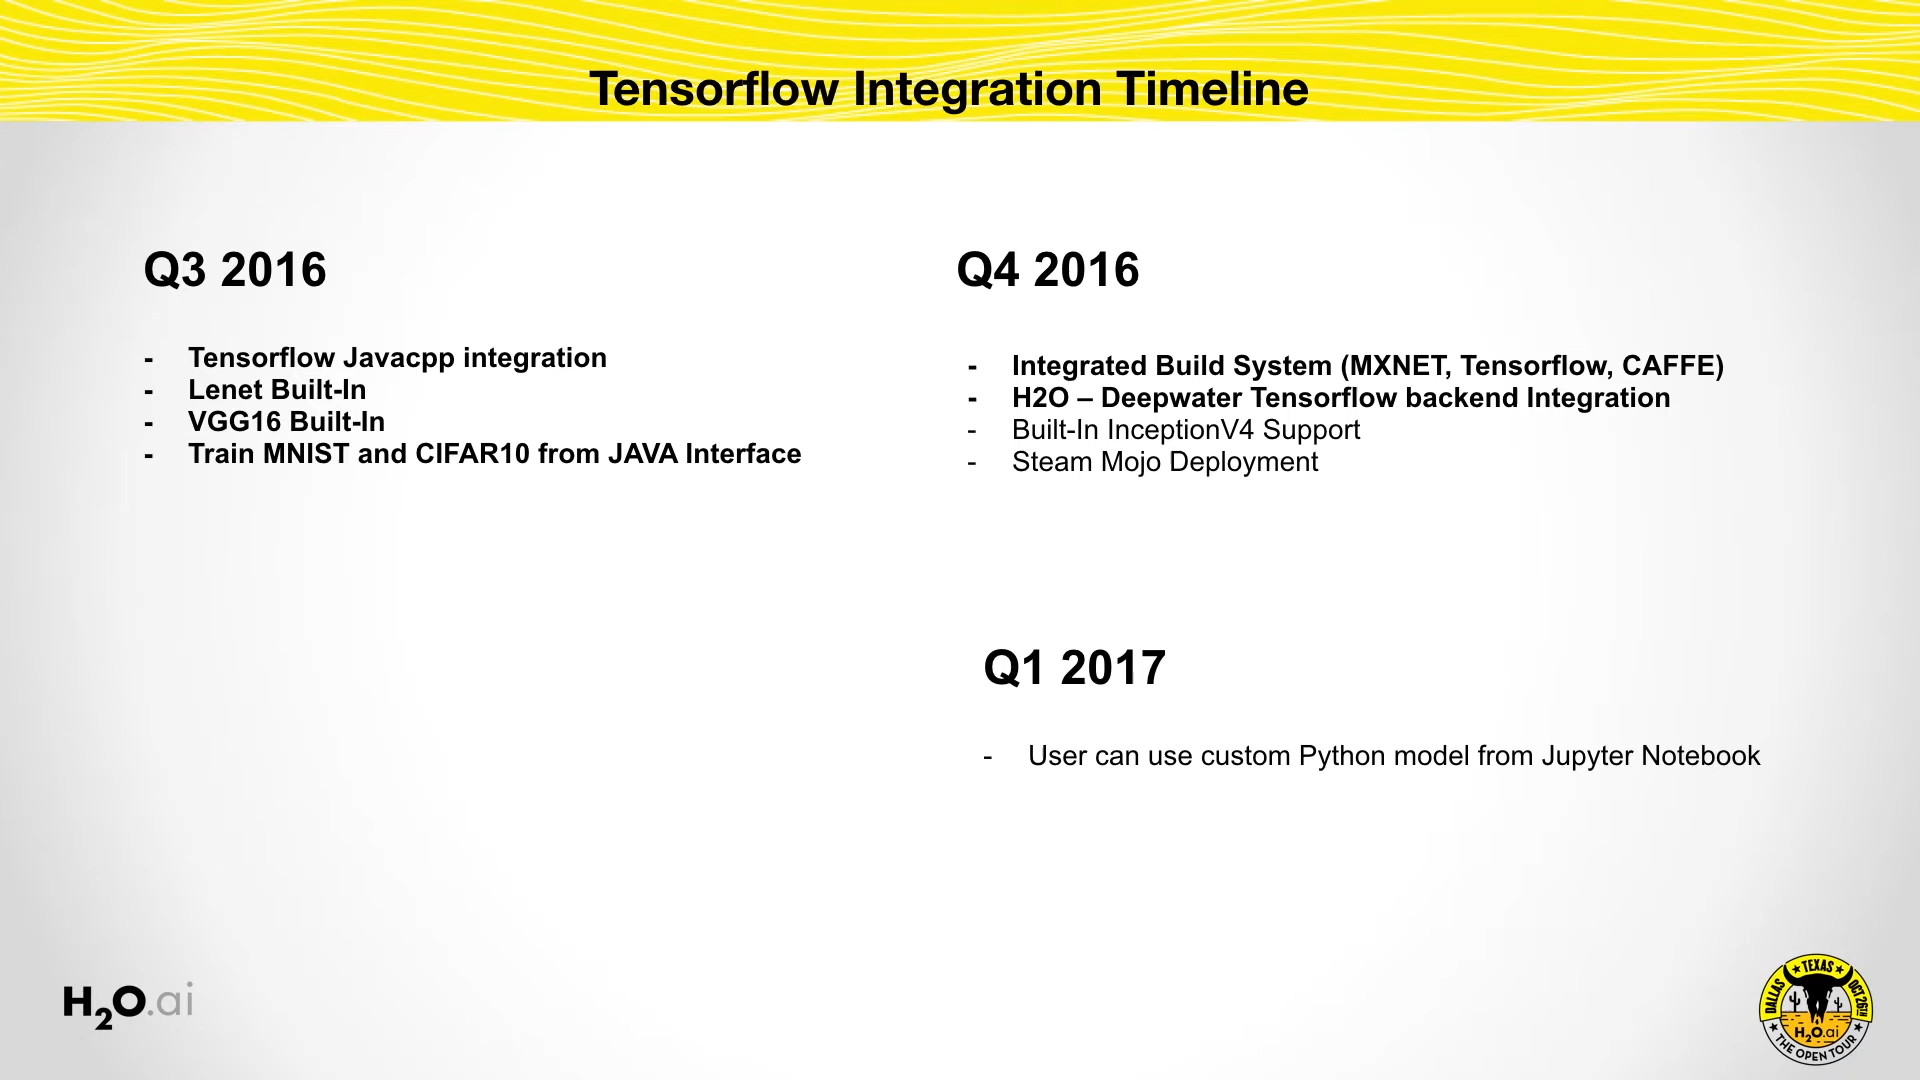 Tensorflow Integration Timeline
Q3 2016
- Tensorflow Javacpp integration
- Lenet Built-In
- VGG16 Built-In
- Train MNIST and CIFAR10 from JAVA Interface
Q4 2016
- Integrated Build System (MXNET, Tensorflow, CAFFE)
- H2O – Deepwater Tensorflow backend Integration
- Built-In InceptionV4 Support
- Steam Mojo Deployment
Q1 2017
- User can use custom Python model from Jupyter Notebook
H2O.ai
DALLAS ★ TEXAS ★ OCT 26TH
H2O.ai
★ THE OPEN TOUR ★